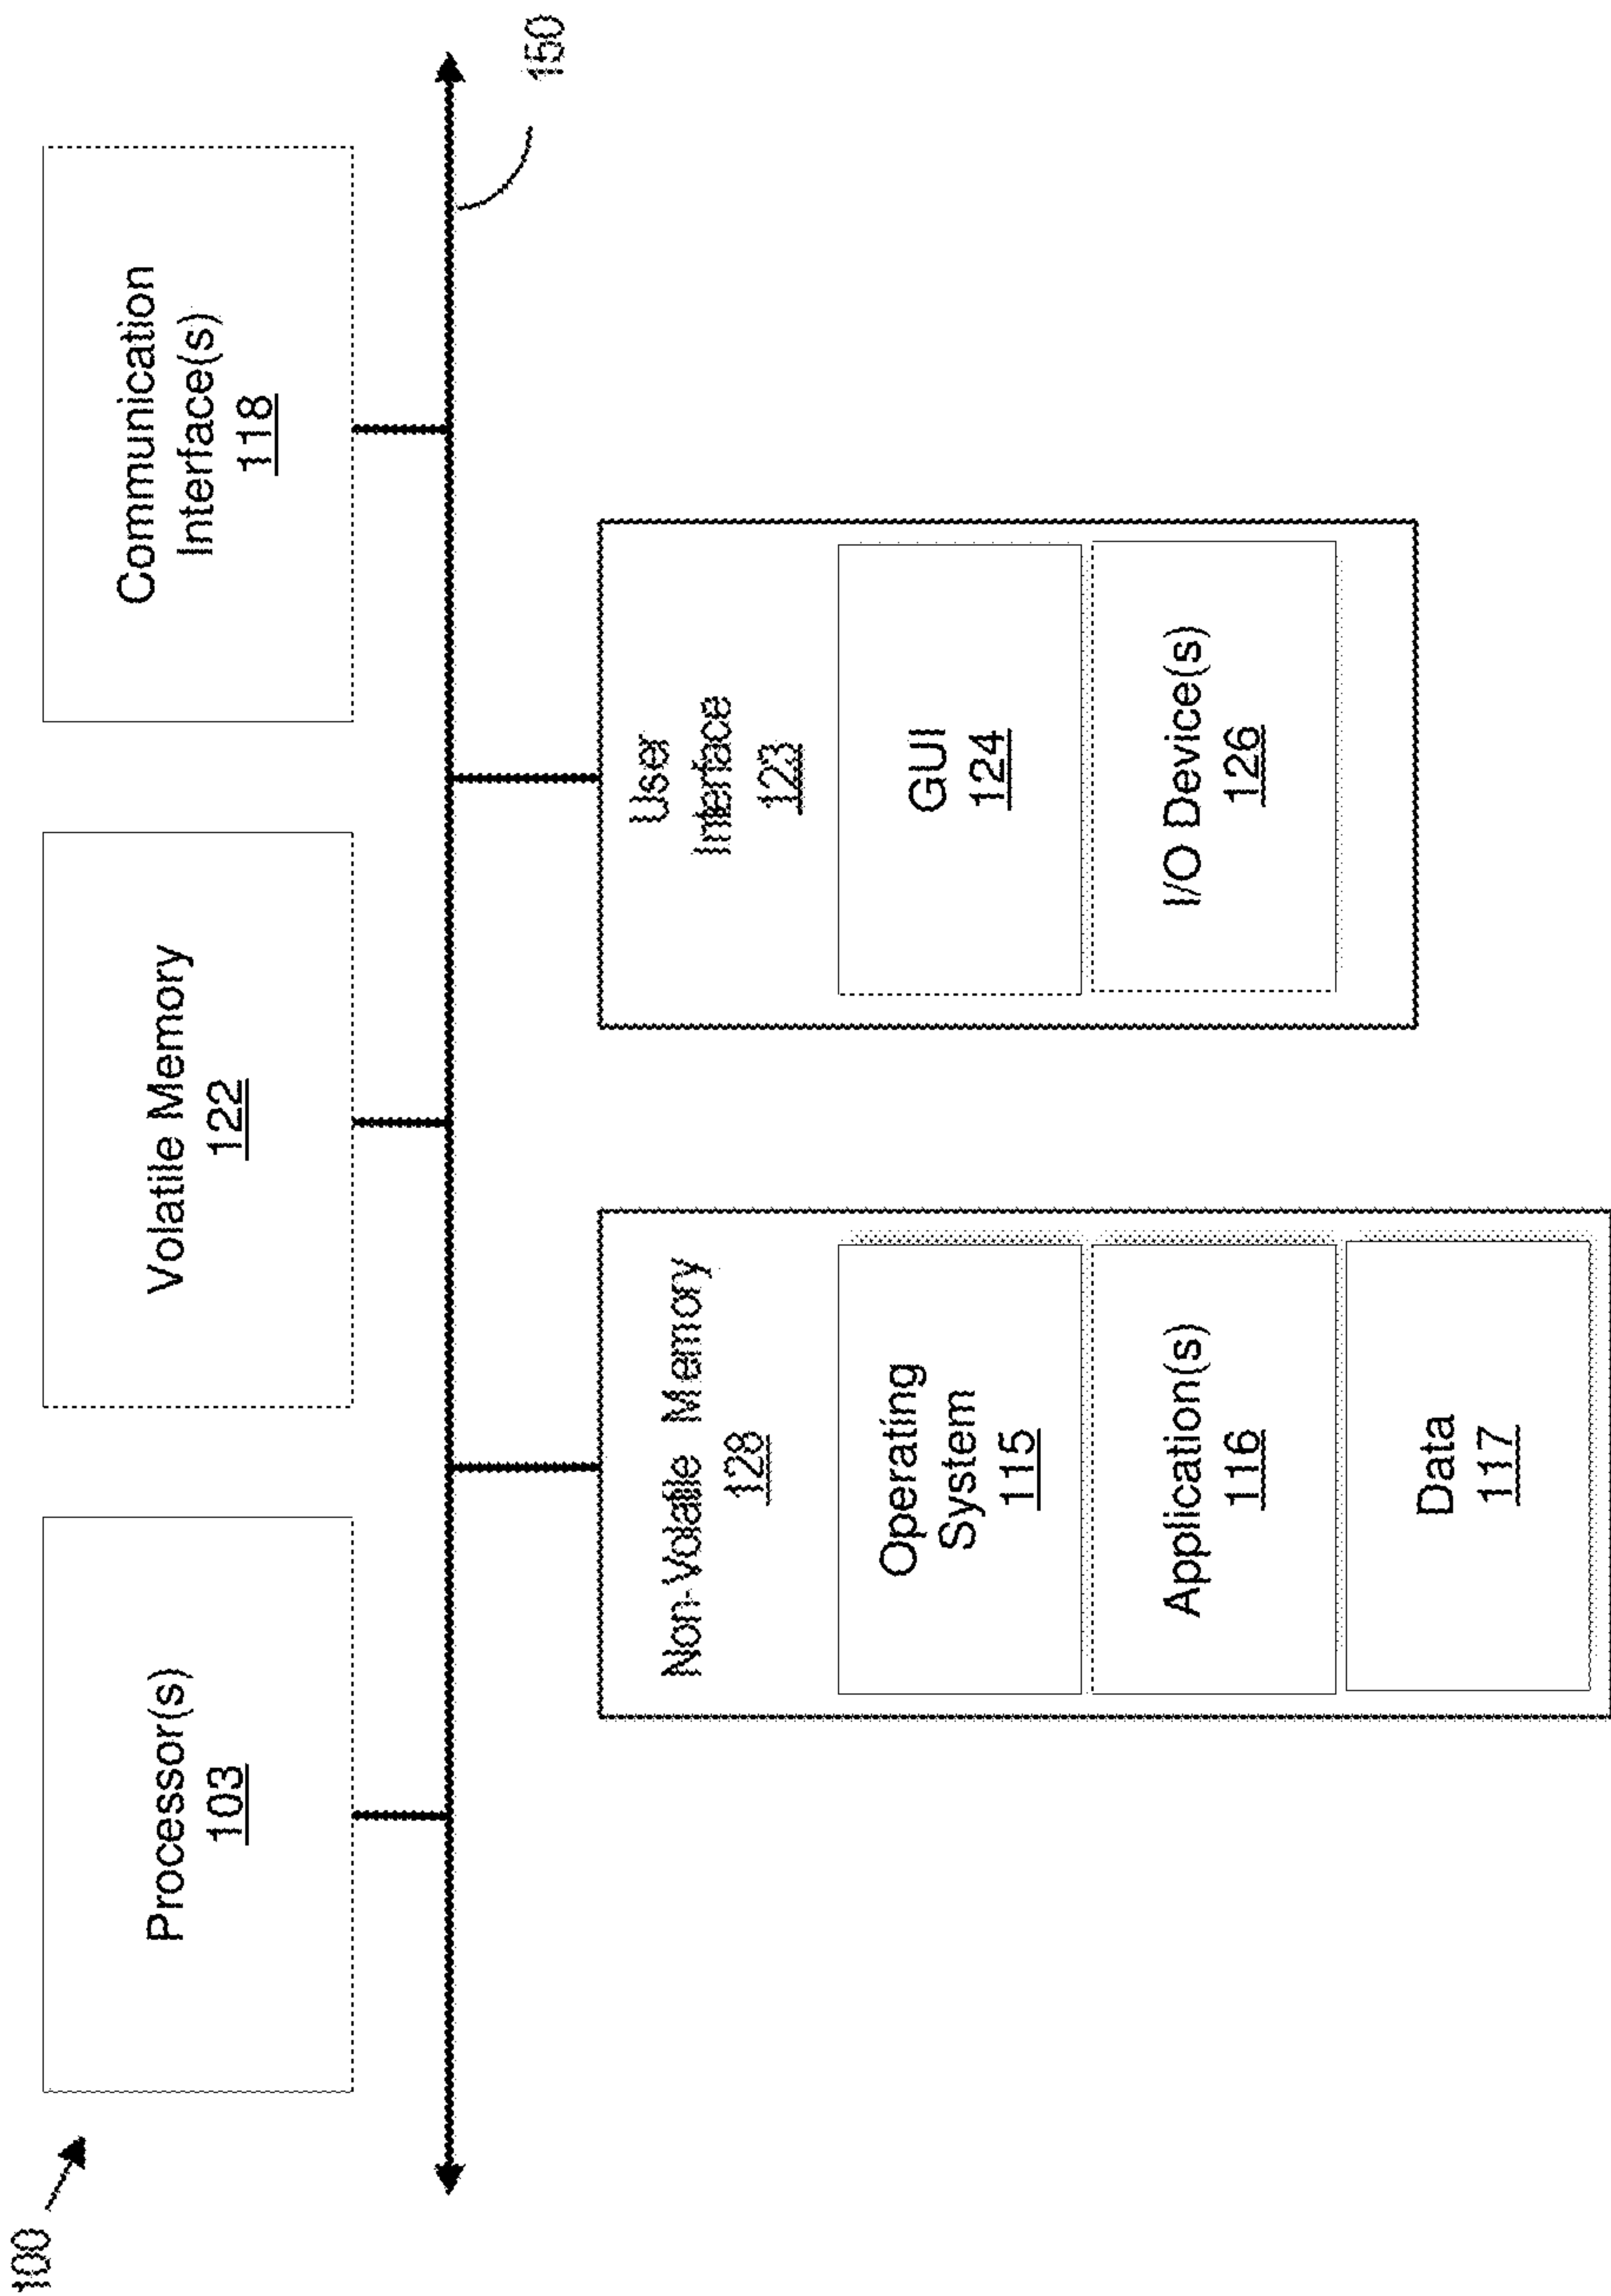 100
Processor(s)
103
Volatile Memory
122
Communication
Interface(s)
118
150
Non-Volatile Memory
128
Operating
System
115
Application(s)
116
Data
117
User
Interface
123
GUI
124
I/O Device(s)
126